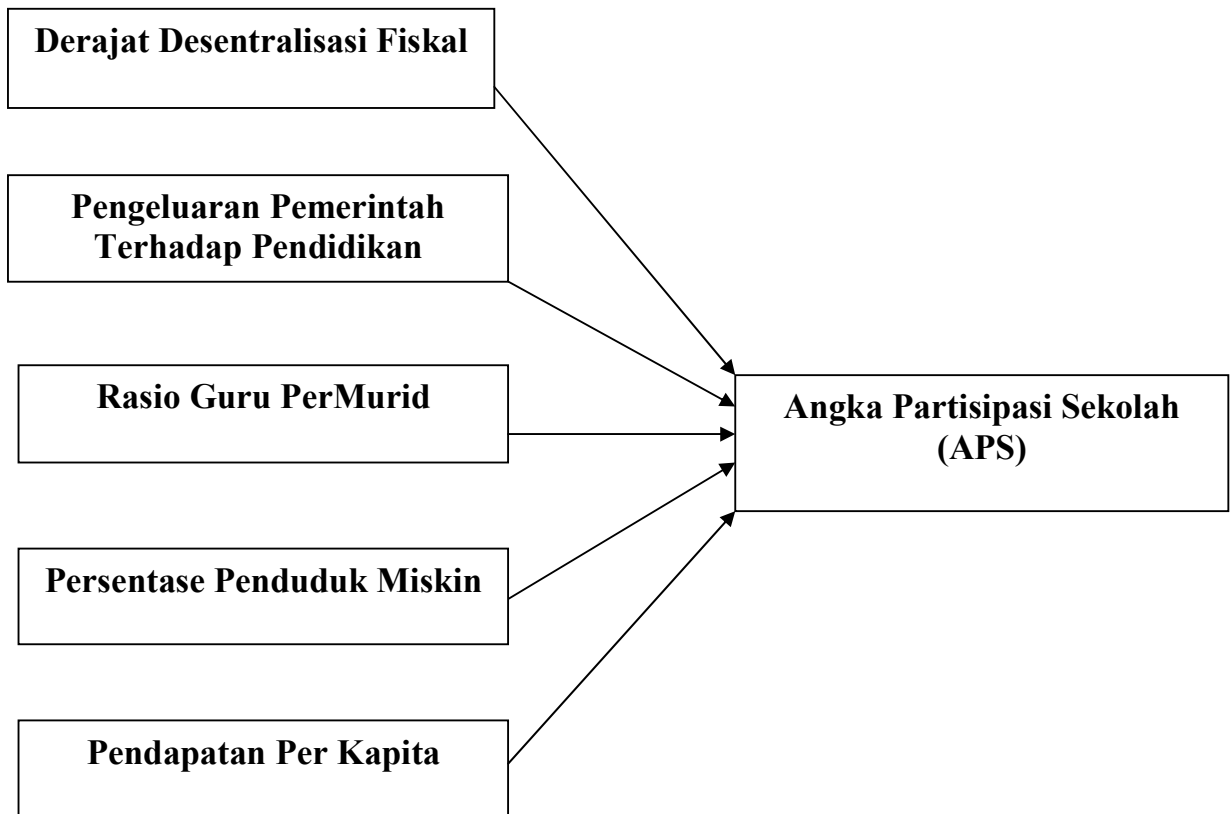 Derajat Desentralisasi Fiskal
Pengeluaran Pemerintah
Terhadap Pendidikan
Rasio Guru PerMurid
Angka Partisipasi Sekolah
(APS)
Persentase Penduduk Miskin
Pendapatan Per Kapita